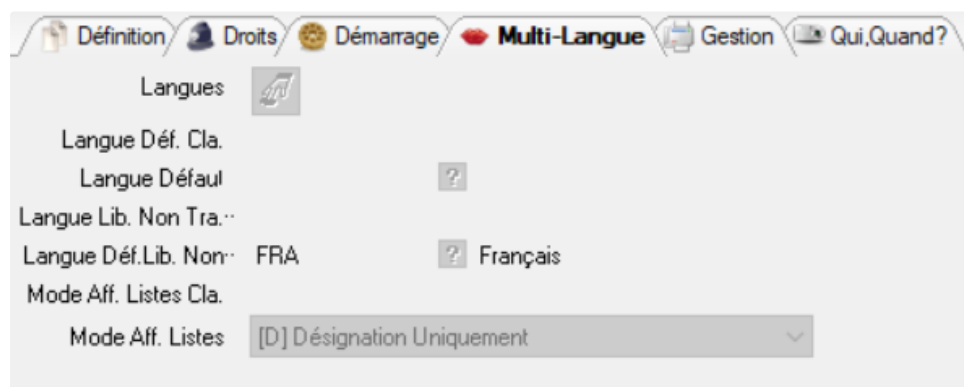 Définition Droits Démarrage Multi-Langue Gestion Qui,Quand?
Langues
Langue Déf. Cla.
Langue Défaul ?
Langue Lib. Non Tra.··
Langue Déf.Lib. Non·· FRA ? Français
Mode Aff. Listes Cla.
Mode Aff. Listes [D] Désignation Uniquement